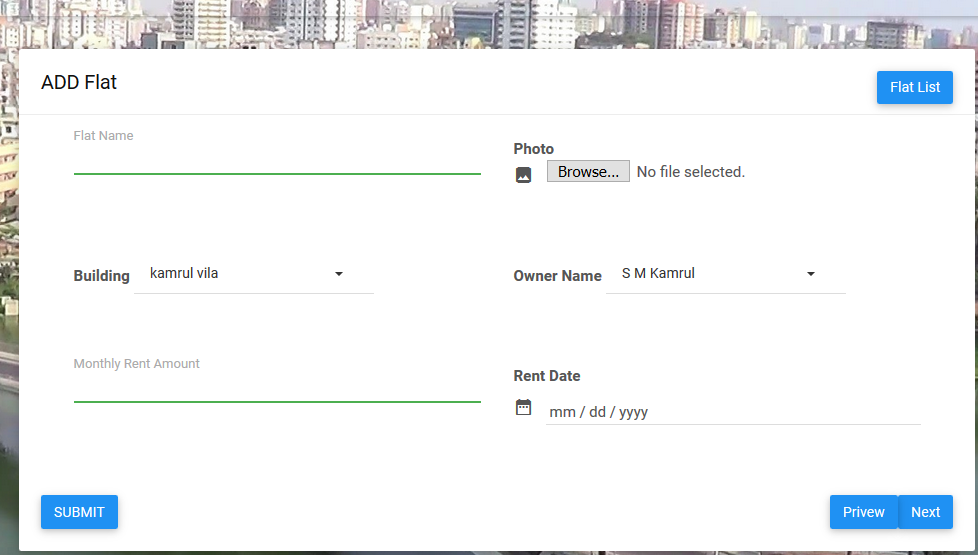 ADD Flat
Flat List
Flat Name
Photo
Browse... No file selected.
Building kamrul vila
Owner Name S M Kamrul
Monthly Rent Amount
Rent Date
mm / dd / yyyy
SUBMIT
Privew Next